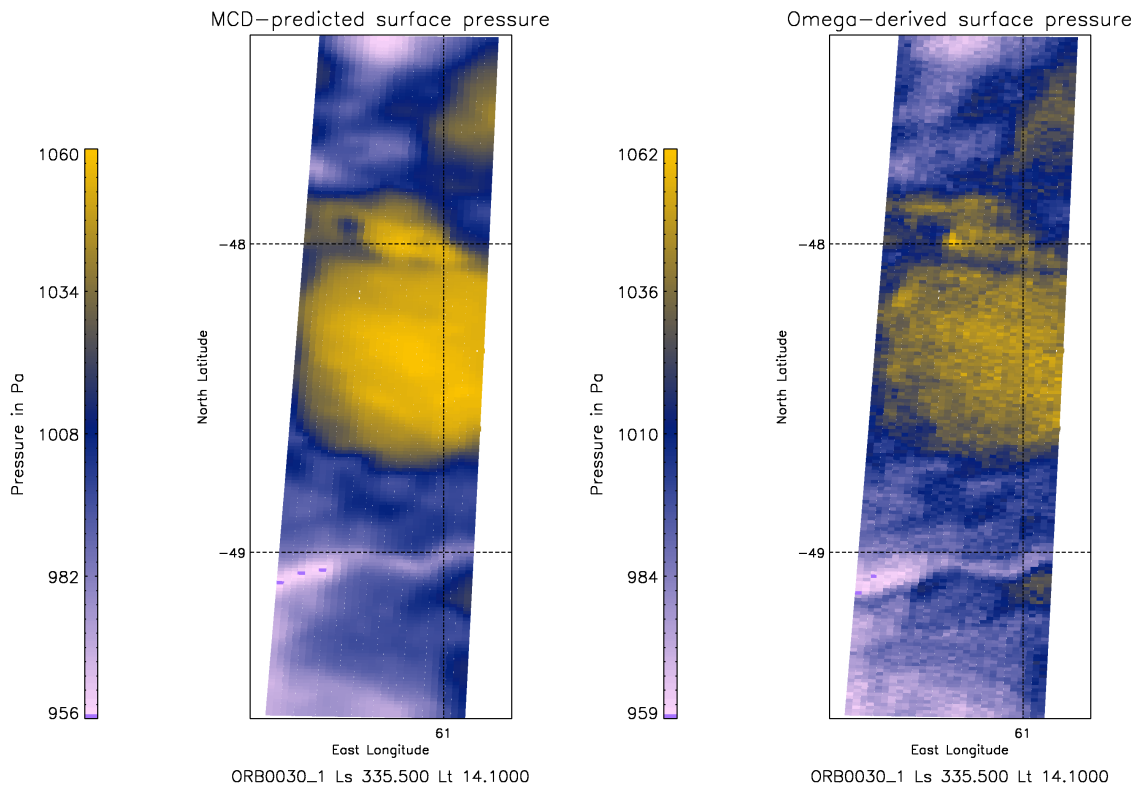 MCD-predicted surface pressure
1060
1034
1008
982
956
Pressure in Pa
-48
-49
North Latitude
61
East Longitude
ORB0030_1 Ls 335.500 Lt 14.1000
Omega-derived surface pressure
1062
1036
1010
984
959
Pressure in Pa
-48
-49
North Latitude
61
East Longitude
ORB0030_1 Ls 335.500 Lt 14.1000